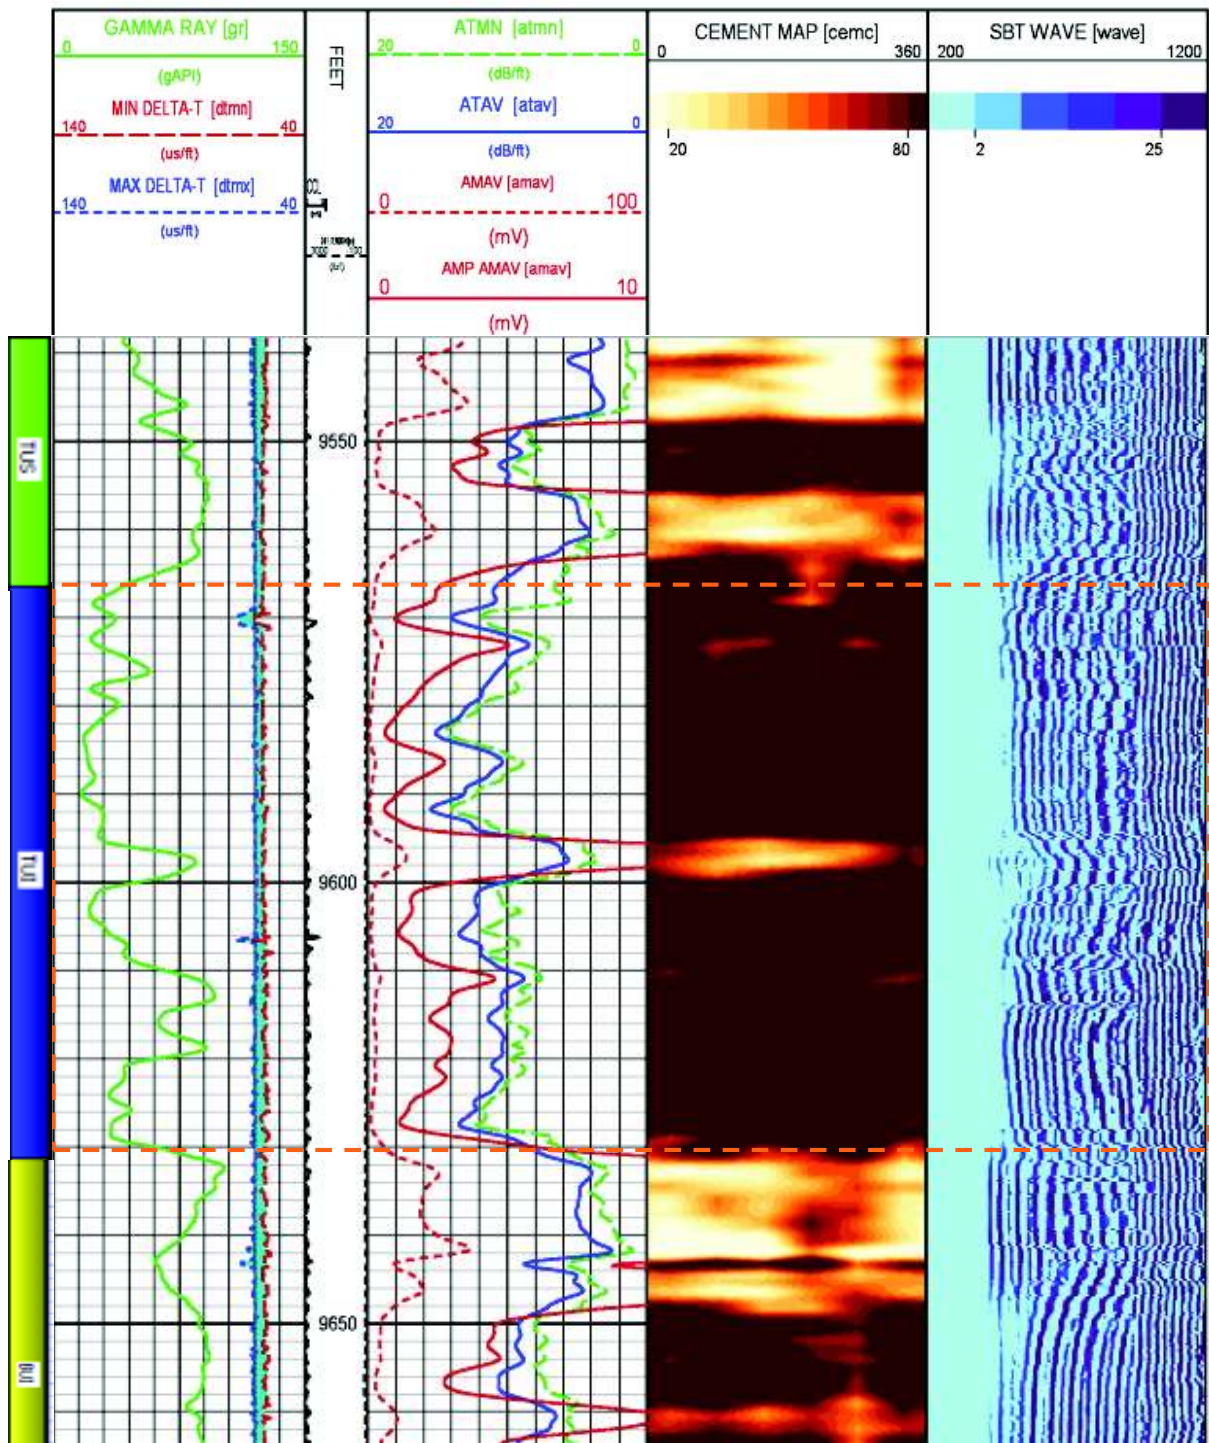 GAMMA RAY [gr]
0 150
(gAPI)
MIN DELTA-T [dtmn]
140 40
(us/ft)
MAX DELTA-T [dtmx]
140 40
(us/ft)
FEET
ATMN [atmn]
20 0
(dB/ft)
ATAV [atav]
20 0
(dB/ft)
AMAV [amav]
0 100
(mV)
AMP AMAV [amav]
0 10
(mV)
CEMENT MAP [cemc]
0 360
20 80
SBT WAVE [wave]
200 1200
2 25
TUS
9550
TUI
9600
9650
BUI